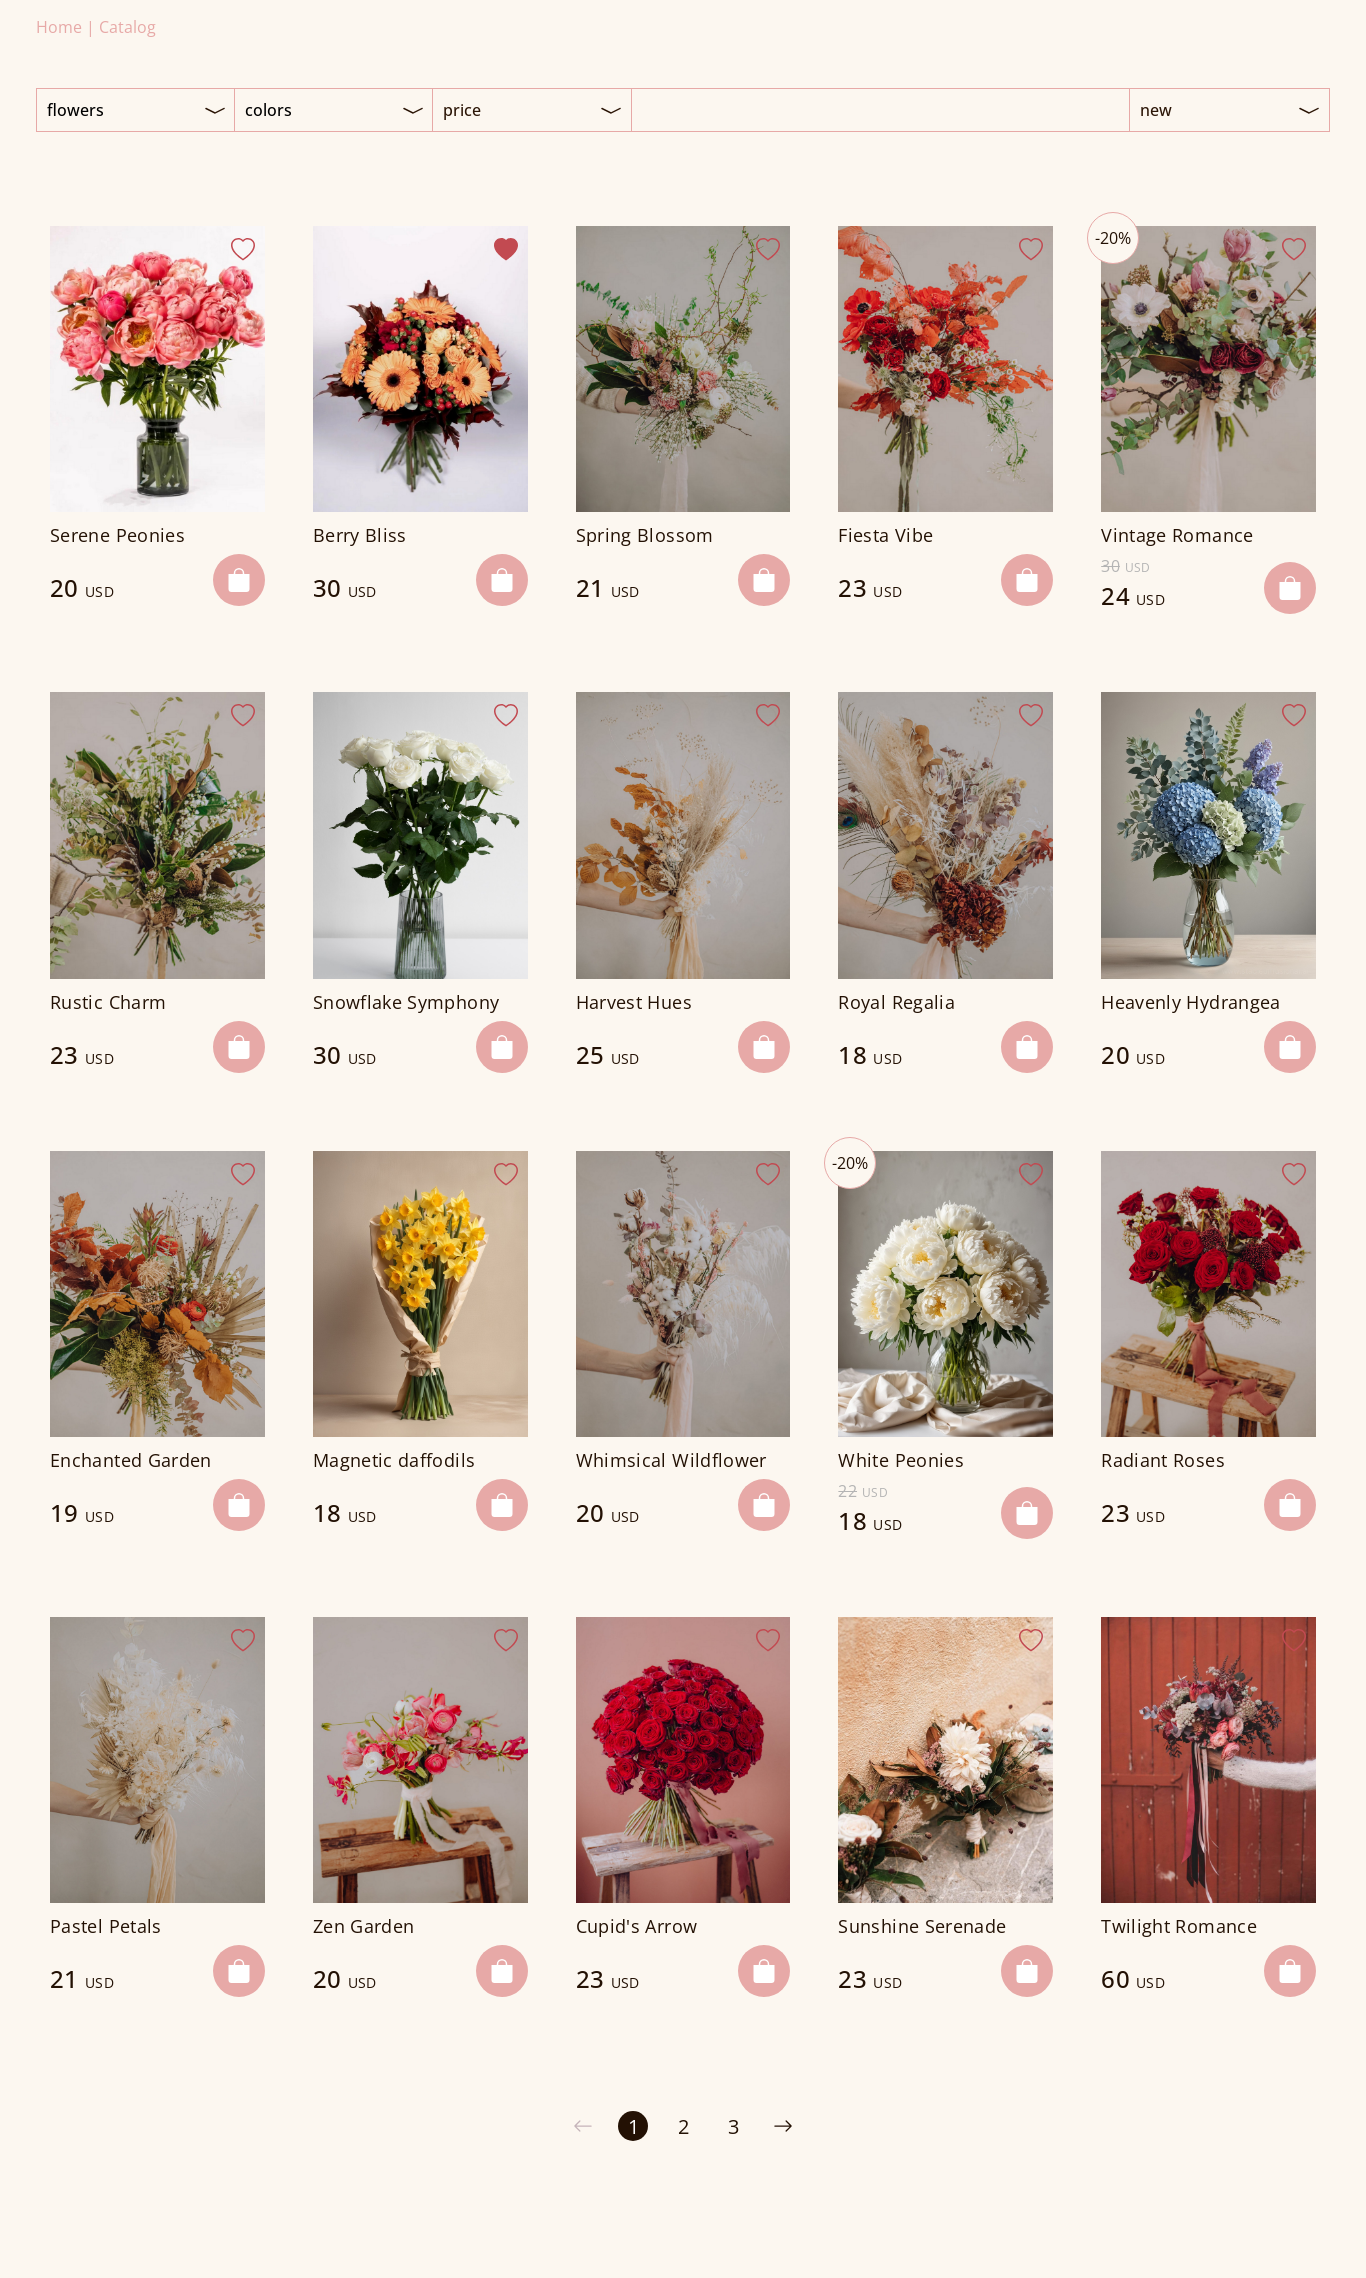 Home | Catalog
flowers colors price new
-20%
Serene Peonies
20 USD
Berry Bliss
30 USD
Spring Blossom
21 USD
Fiesta Vibe
23 USD
Vintage Romance
30 USD
24 USD
Rustic Charm
23 USD
Snowflake Symphony
30 USD
Harvest Hues
25 USD
Royal Regalia
18 USD
Heavenly Hydrangea
20 USD
Enchanted Garden
19 USD
Magnetic daffodils
18 USD
Whimsical Wildflower
20 USD
-20%
White Peonies
22 USD
18 USD
Radiant Roses
23 USD
Pastel Petals
21 USD
Zen Garden
20 USD
Cupid's Arrow
23 USD
Sunshine Serenade
23 USD
Twilight Romance
60 USD
1 2 3